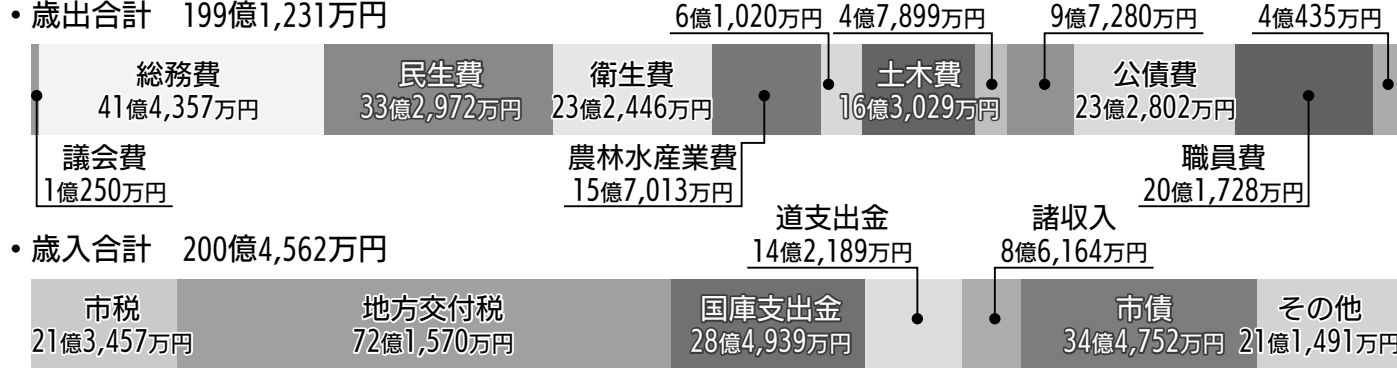 ・歳出合計　199億1,231万円
6億1,020万円
4億7,899万円
9億7,280万円
4億435万円
総務費
41億4,357万円
民生費
33億2,972万円
衛生費
23億2,446万円
土木費
16億3,029万円
公債費
23億2,802万円
議会費
1億250万円
農林水産業費
15億7,013万円
職員費
20億1,728万円
・歳入合計　200億4,562万円
道支出金
14億2,189万円
諸収入
8億6,164万円
市税
21億3,457万円
地方交付税
72億1,570万円
国庫支出金
28億4,939万円
市債
34億4,752万円
その他
21億1,491万円